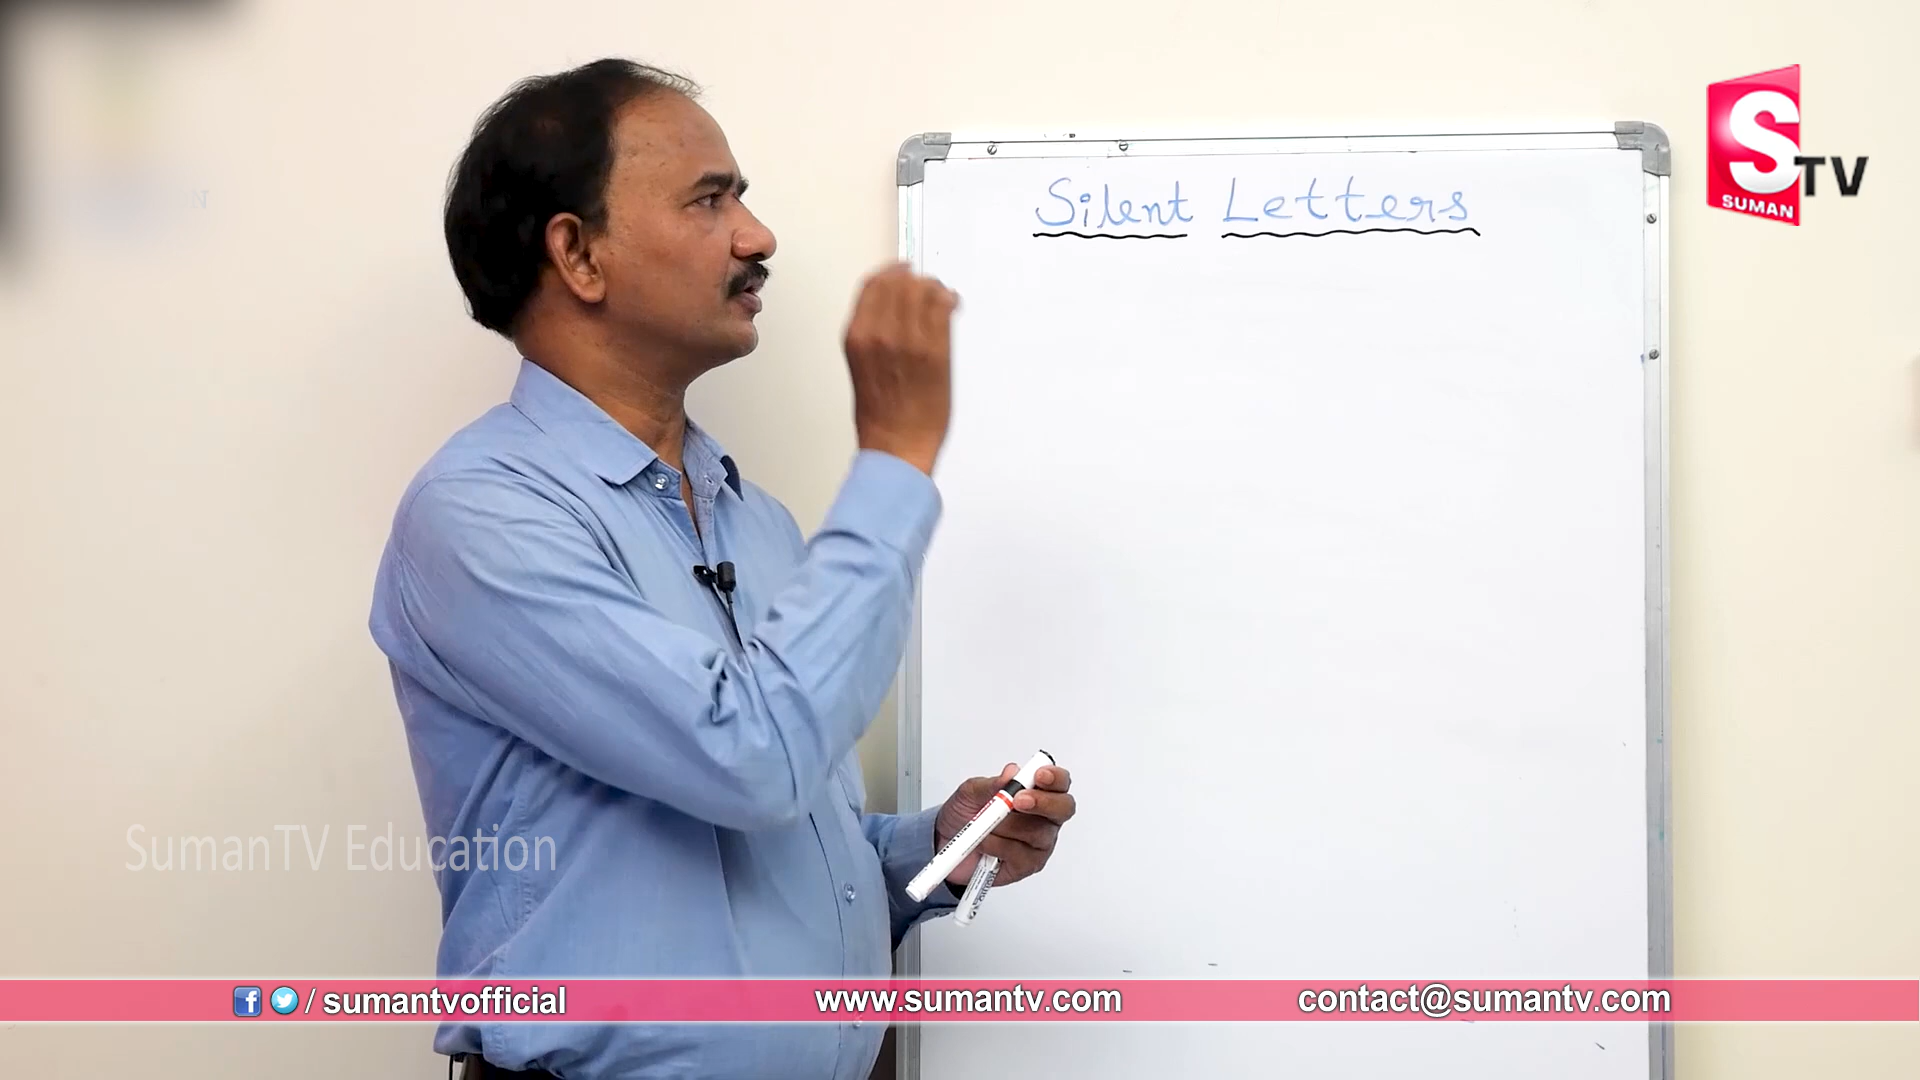 Silent Letters
S
TV
SUMAN
SumanTV Education
/ sumantvofficial
www.sumantv.com
contact@sumantv.com